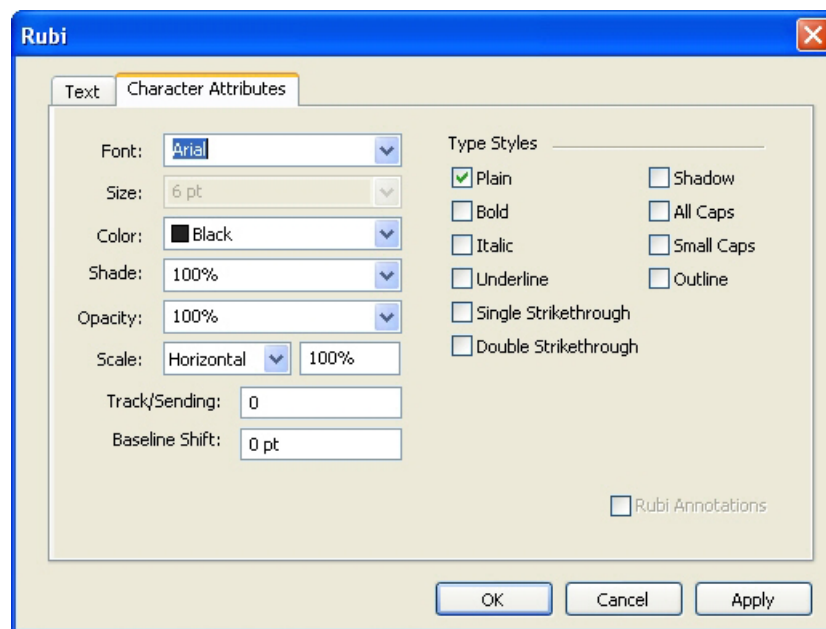 Rubi
Text Character Attributes
Font: Arial
Size: 6 pt
Color: Black
Shade: 100%
Opacity: 100%
Scale: Horizontal 100%
Track/Sending: 0
Baseline Shift: 0 pt
Type Styles
Plain Shadow
Bold All Caps
Italic Small Caps
Underline Outline
Single Strikethrough
Double Strikethrough
Rubi Annotations
OK Cancel Apply